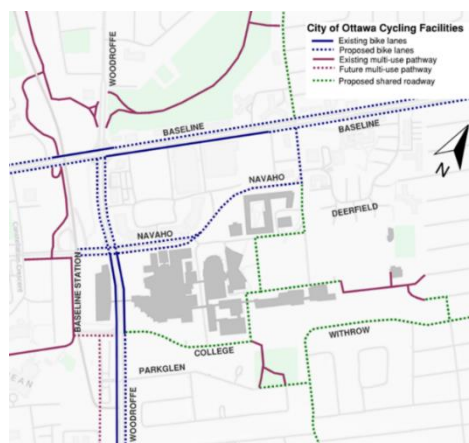 City of Ottawa Cycling Facilities
Existing bike lanes
Proposed bike lanes
Existing multi-use pathway
Future multi-use pathway
Proposed shared roadway
WOODROFFE
BASELINE
BASELINE
N
NAVAHO
DEERFIELD
NAVAHO
BASELINE STATION
WITHROW
COLLEGE
PARKGLEN
WOODROFFE